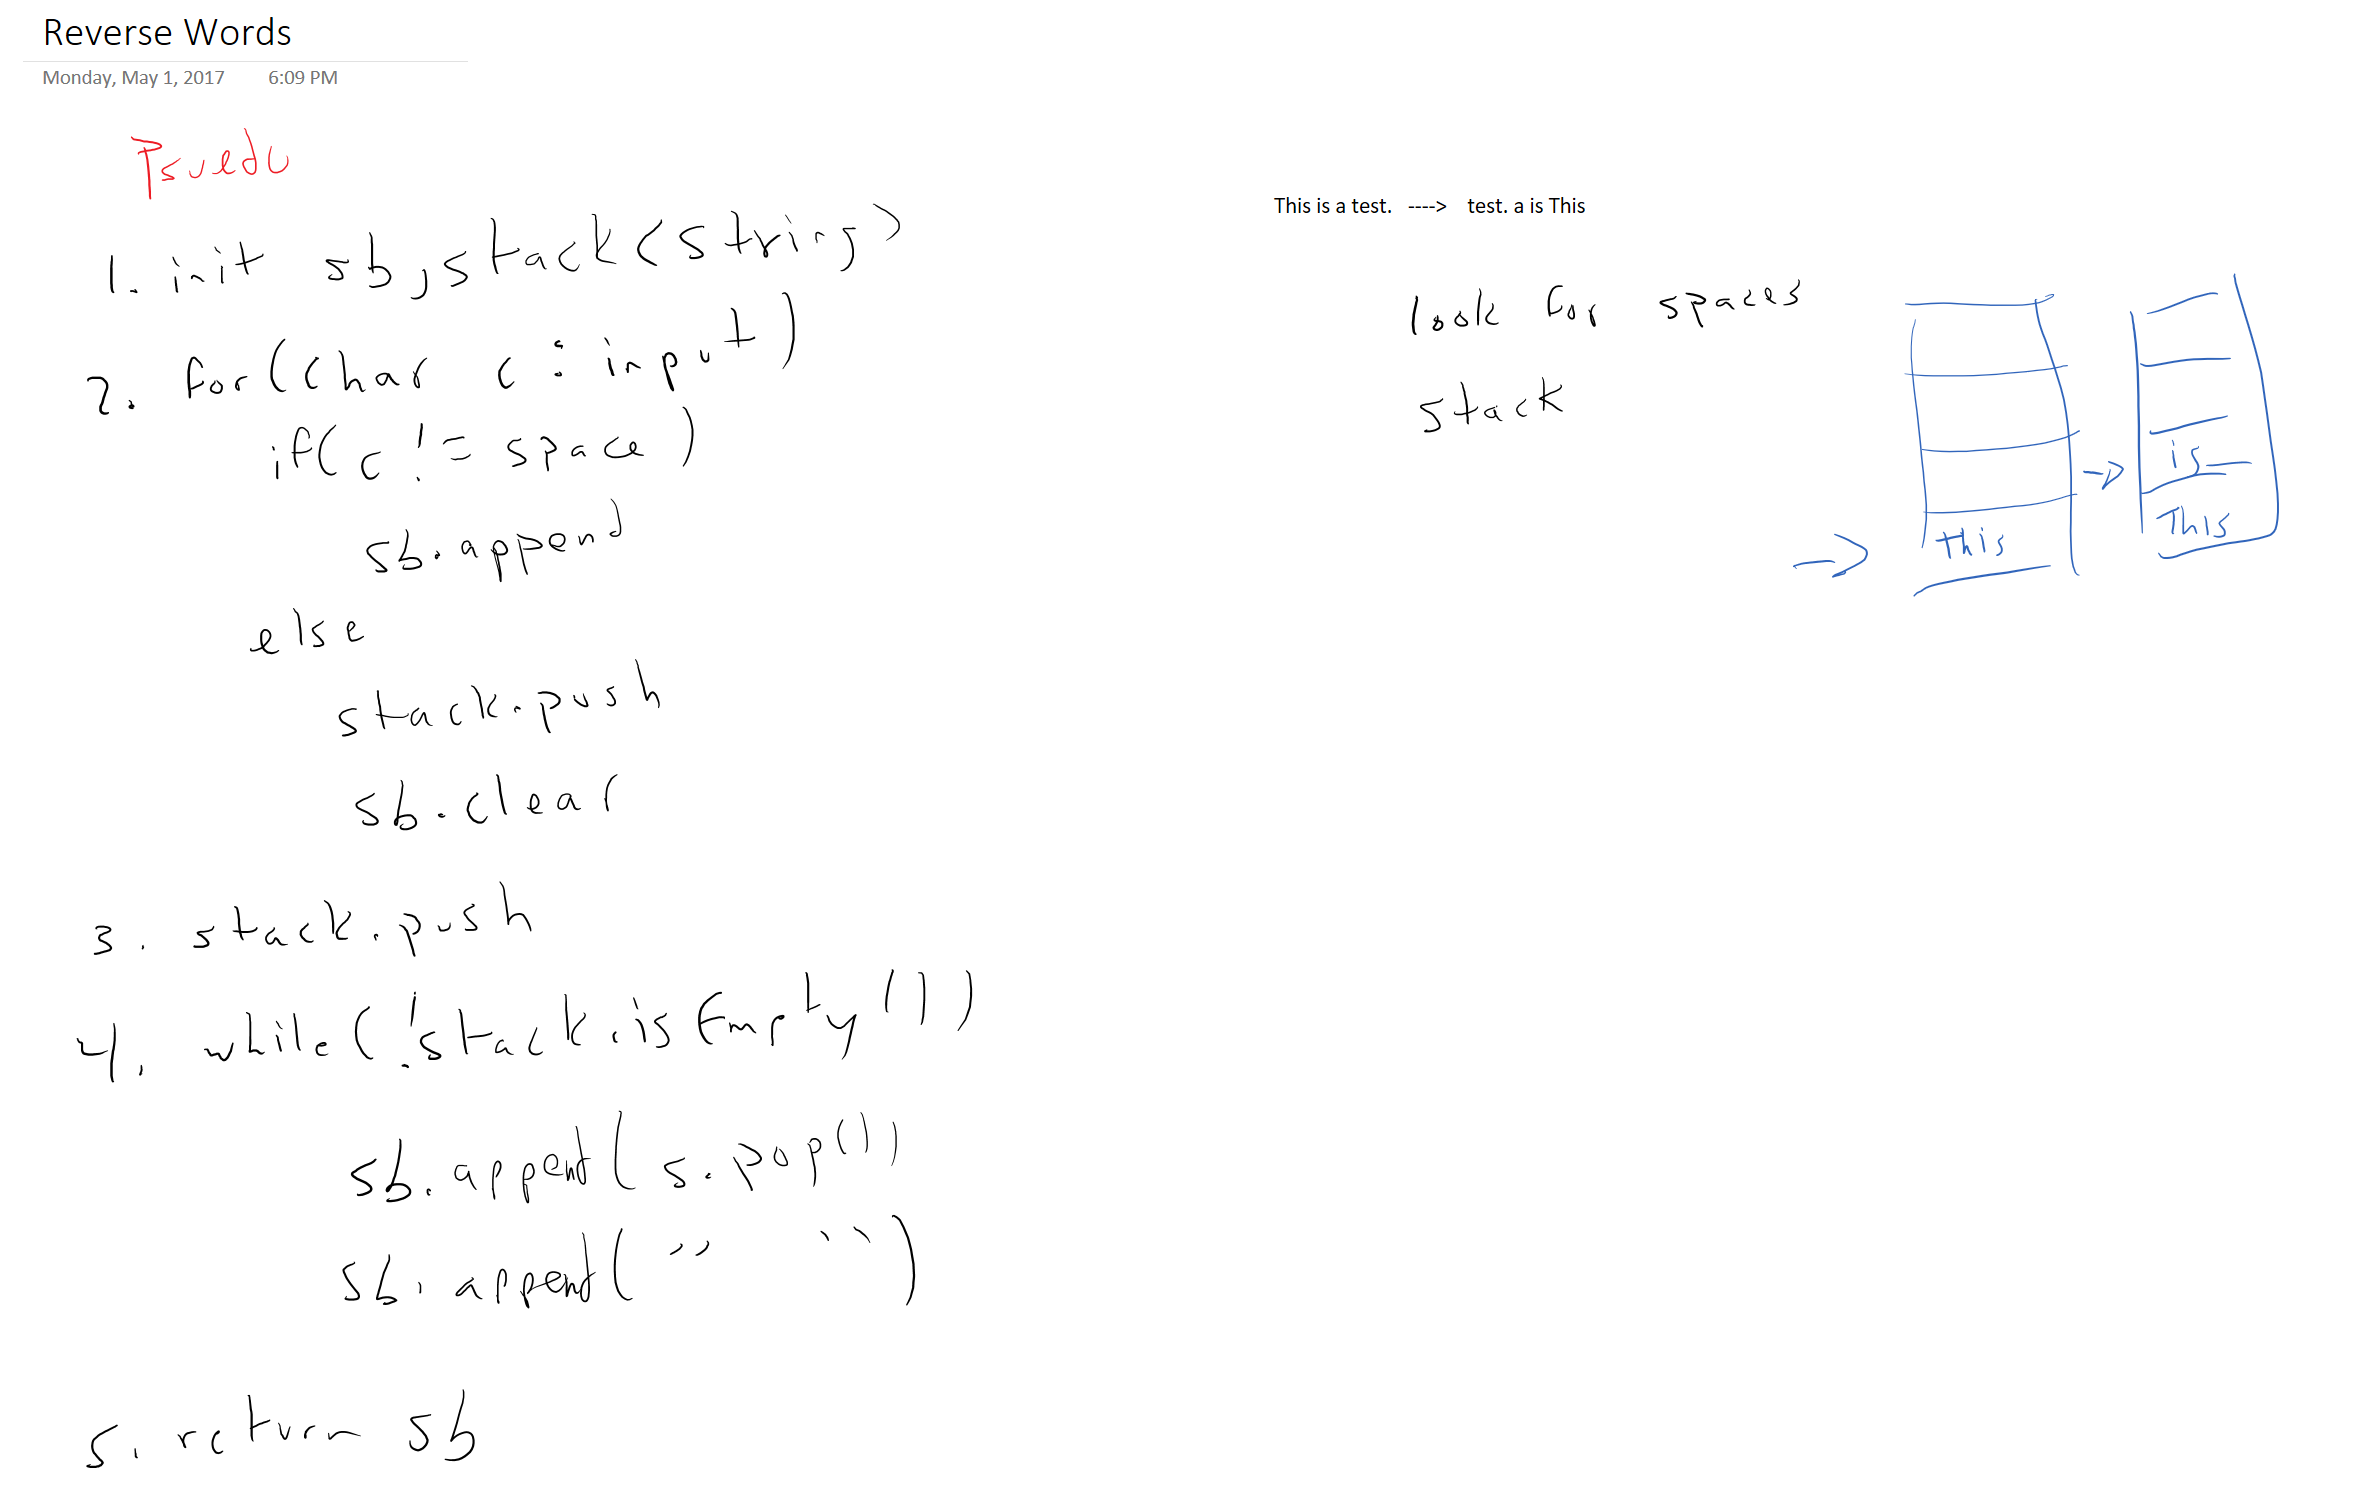 Reverse Words
Monday, May 1, 2017 6:09 PM
Psuedo
1. init sb, stack<string>
2. for(char c : input)
if(c != space)
sb.append
else
stack.push
sb.clear
3. stack.push
4. while(!stack.isEmpty())
sb.append(s.pop())
sb.append(" ")
5. return sb
This is a test. ----> test. a is This
look for spaces
stack
This
is
This